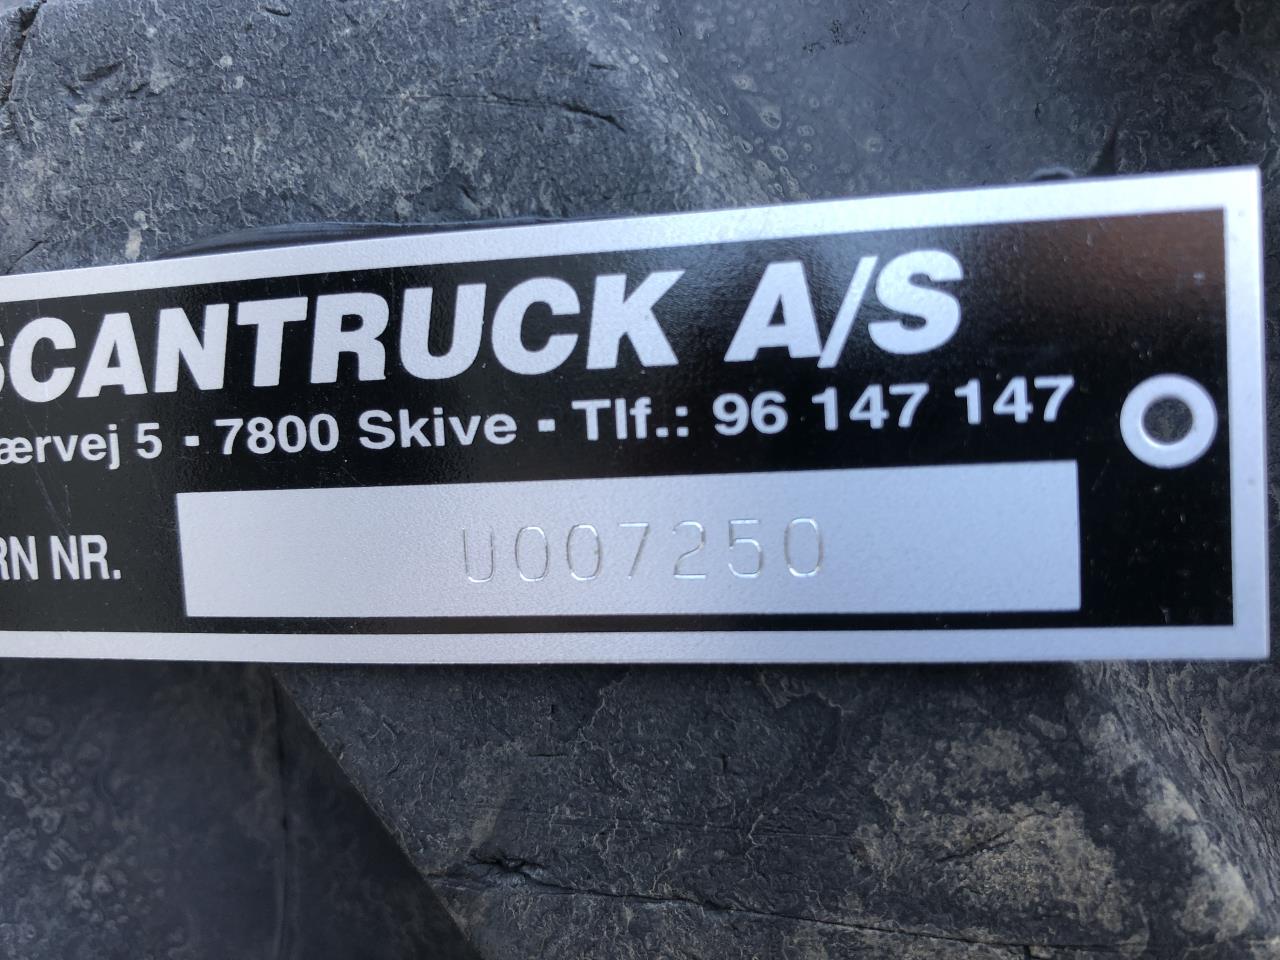 SCANTRUCK A/S
ærvej 5 - 7800 Skive - Tlf.: 96 147 147
RN NR. U007250